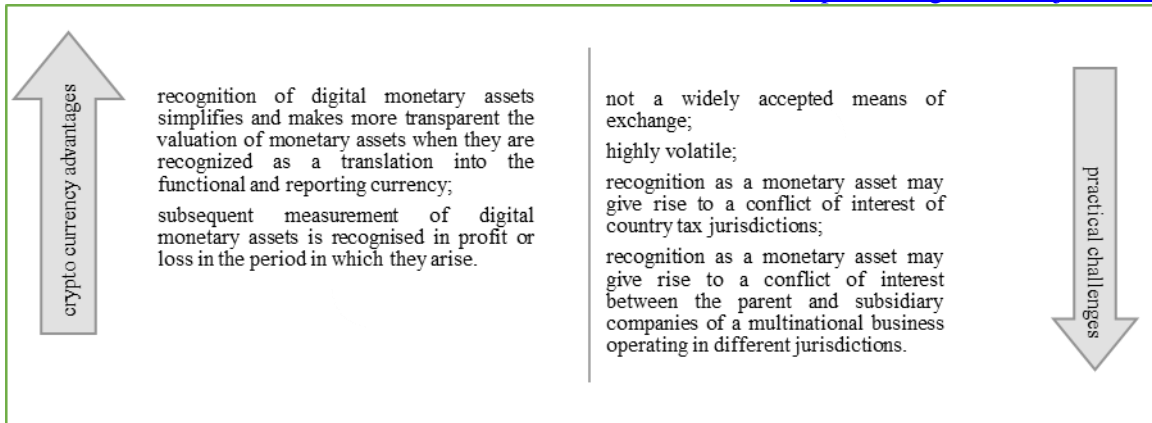 crypto currency advantages
recognition of digital monetary assets
simplifies and makes more transparent the
valuation of monetary assets when they are
recognized as a translation into the
functional and reporting currency;
subsequent measurement of digital
monetary assets is recognised in profit or
loss in the period in which they arise.
not a widely accepted means of
exchange;
highly volatile;
recognition as a monetary asset may
give rise to a conflict of interest of
country tax jurisdictions;
recognition as a monetary asset may
give rise to a conflict of interest
between the parent and subsidiary
companies of a multinational business
operating in different jurisdictions.
practical challenges